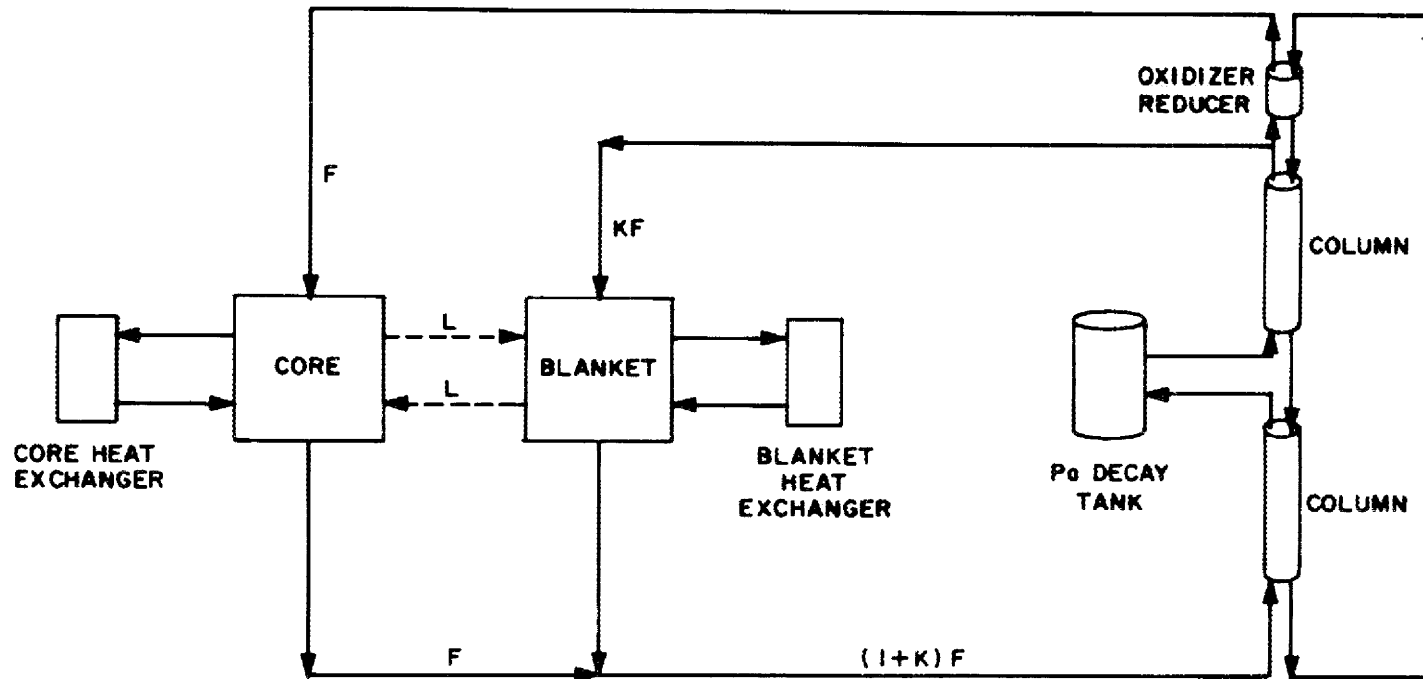 OXIDIZER
REDUCER
F
KF
COLUMN
L
CORE
BLANKET
L
CORE HEAT
EXCHANGER
BLANKET
HEAT
EXCHANGER
Pa DECAY
TANK
COLUMN
F
(1+K)F